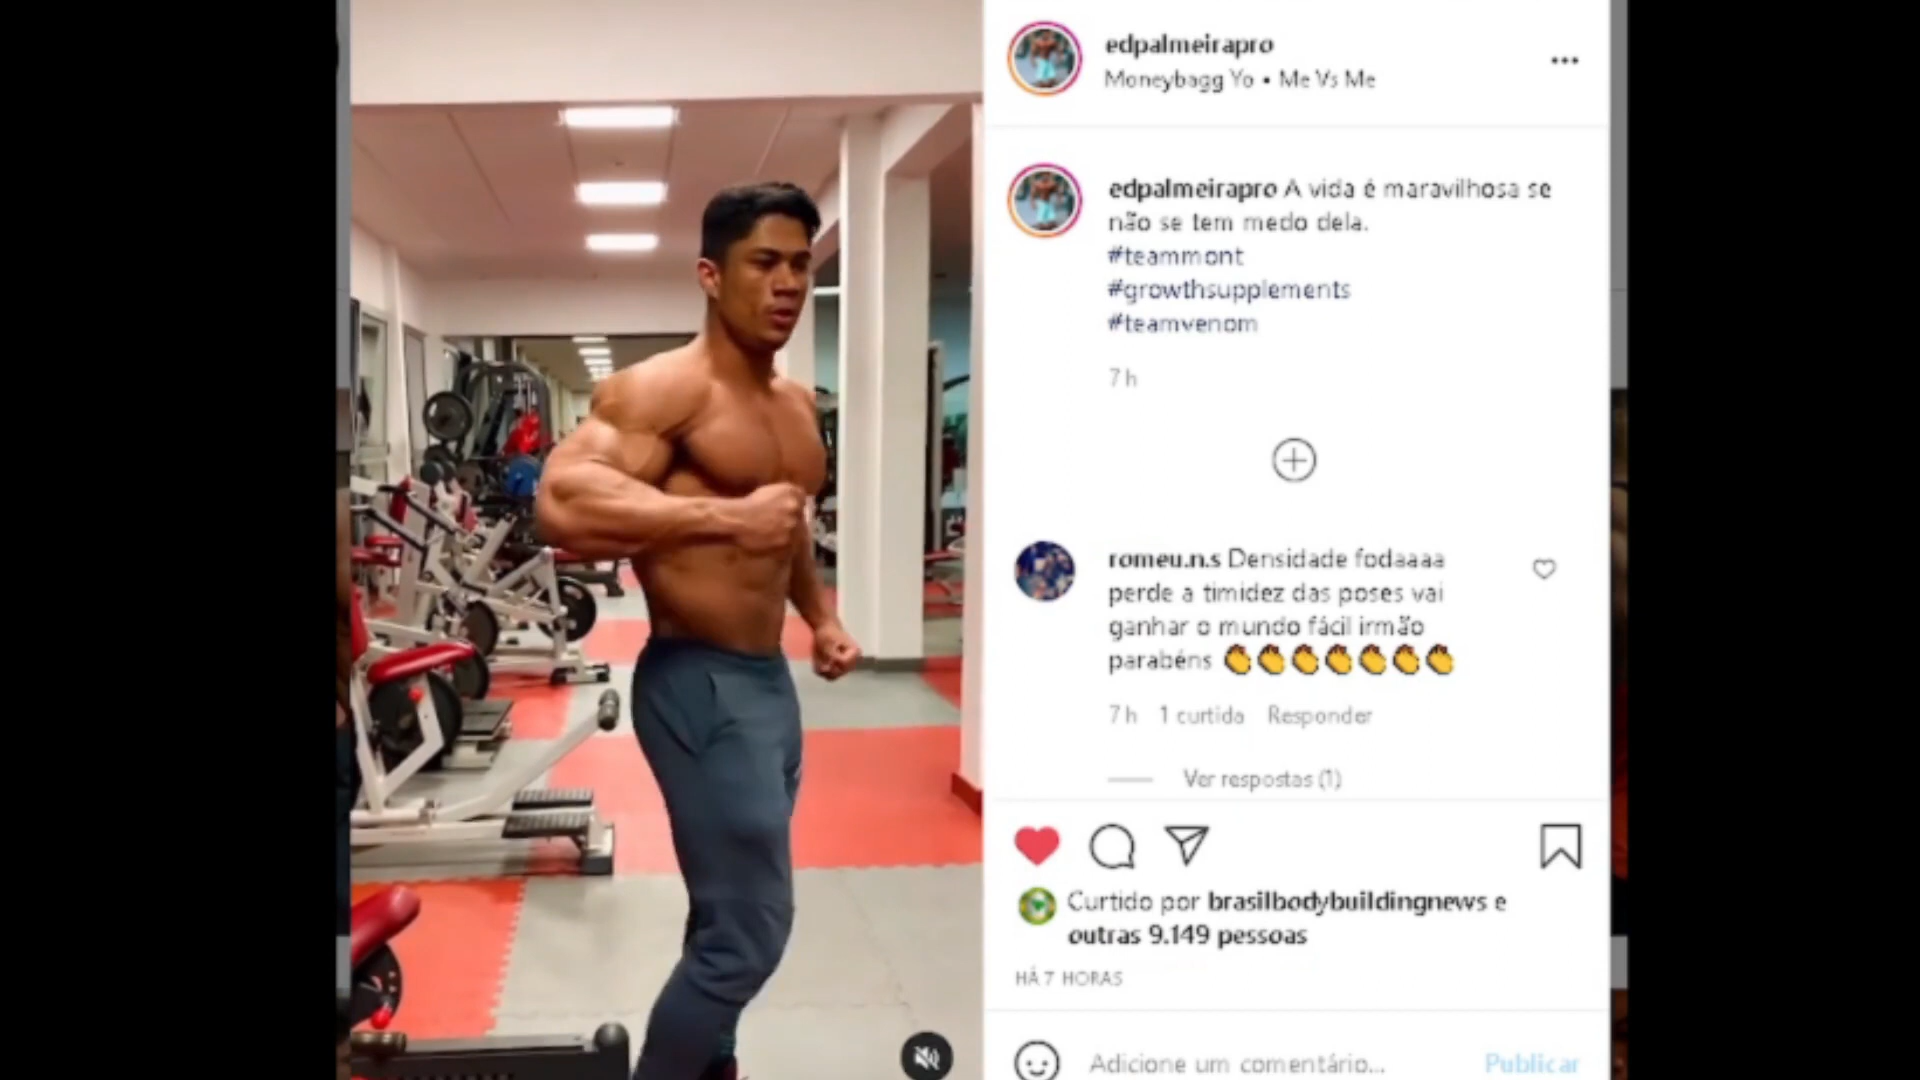 edpalmeirapro
Moneybagg Yo • Me Vs Me
edpalmeirapro A vida é maravilhosa se
não se tem medo dela.
#teammont
#growthsupplements
#teamvenom
7 h
romeu.n.s Densidade fodaaaa
perde a timidez das poses vai
ganhar o mundo fácil irmão
parabéns 👏👏👏👏👏👏👏
7 h 1 curtida Responder
Ver respostas (1)
Curtido por brasilbodybuildingnews e
outras 9.149 pessoas
HÁ 7 HORAS
Adicione um comentário... Publicar